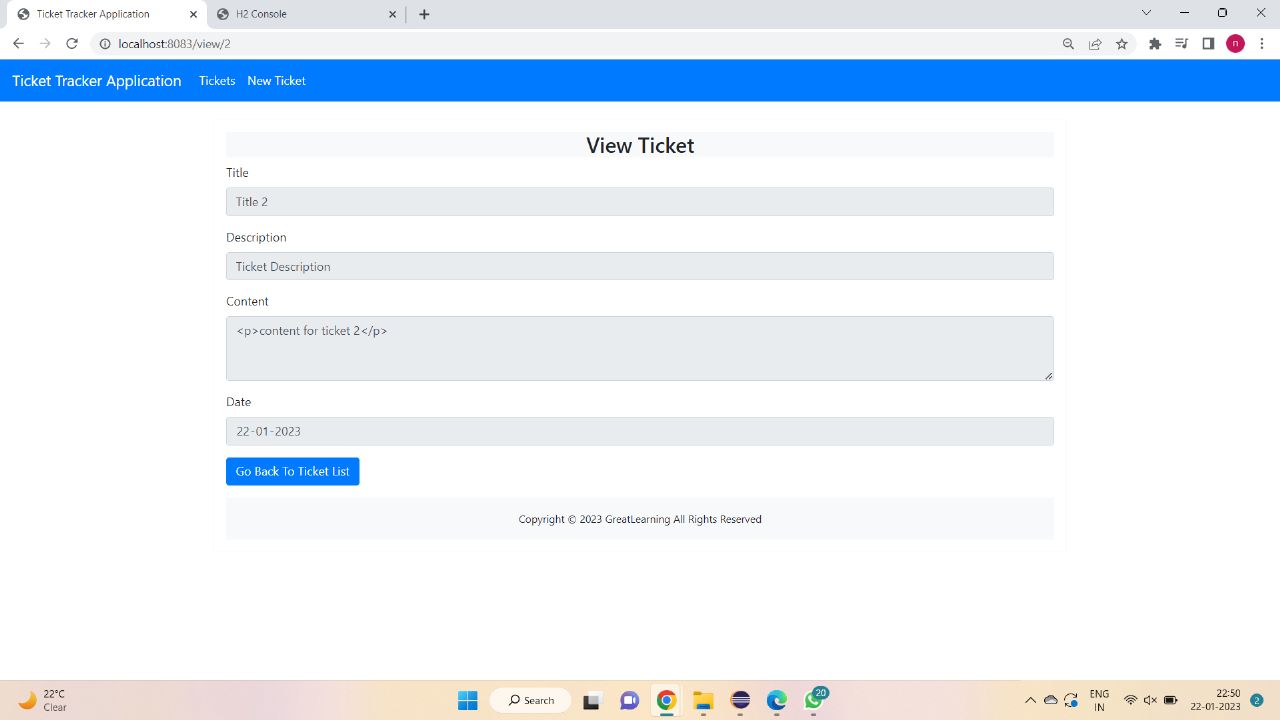 Ticket Tracker Application
H2 Console
localhost:8083/view/2
n
Ticket Tracker Application Tickets New Ticket
View Ticket
Title
Title 2
Description
Ticket Description
Content
<p>content for ticket 2</p>
Date
22-01-2023
Go Back To Ticket List
Copyright © 2023 GreatLearning All Rights Reserved
22°C
Clear
Search
20
ENG
IN
22:50
22-01-2023
2